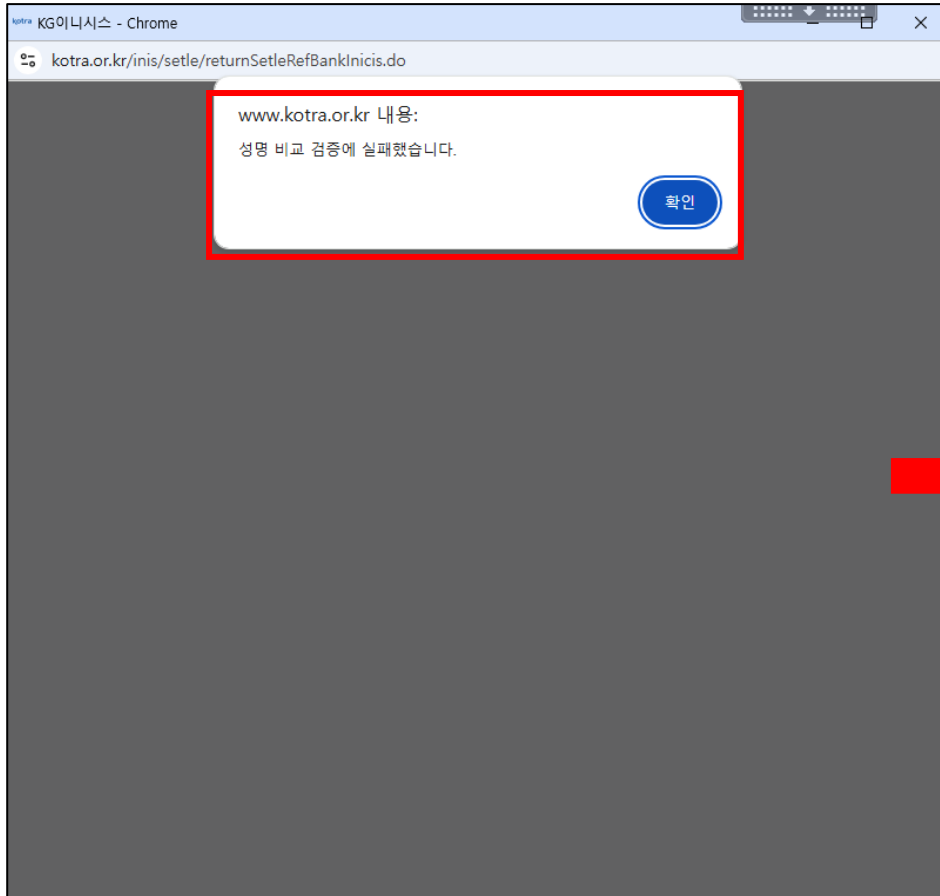 kotra KG이니시스 - Chrome
kotra.or.kr/inis/setle/returnSetleRefBankInicis.do
www.kotra.or.kr 내용:
성명 비교 검증에 실패했습니다.
확인